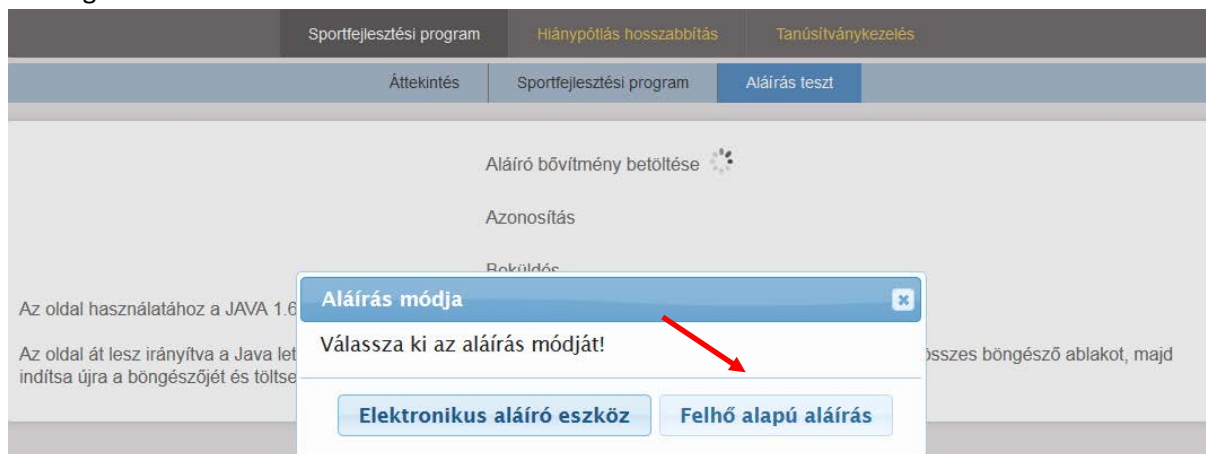 Sportfejlesztési program Hiánypótlás hosszabbítás Tanúsítványkezelés
Áttekintés Sportfejlesztési program Aláírás teszt
Aláíró bővítmény betöltése
Azonosítás
Beküldés
Aláírás módja
Az oldal használatához a JAVA 1.6
Válassza ki az aláírás módját!
Az oldal át lesz irányítva a Java let összes böngésző ablakot, majd
indítsa újra a böngészőjét és töltse
Elektronikus aláíró eszköz Felhő alapú aláírás